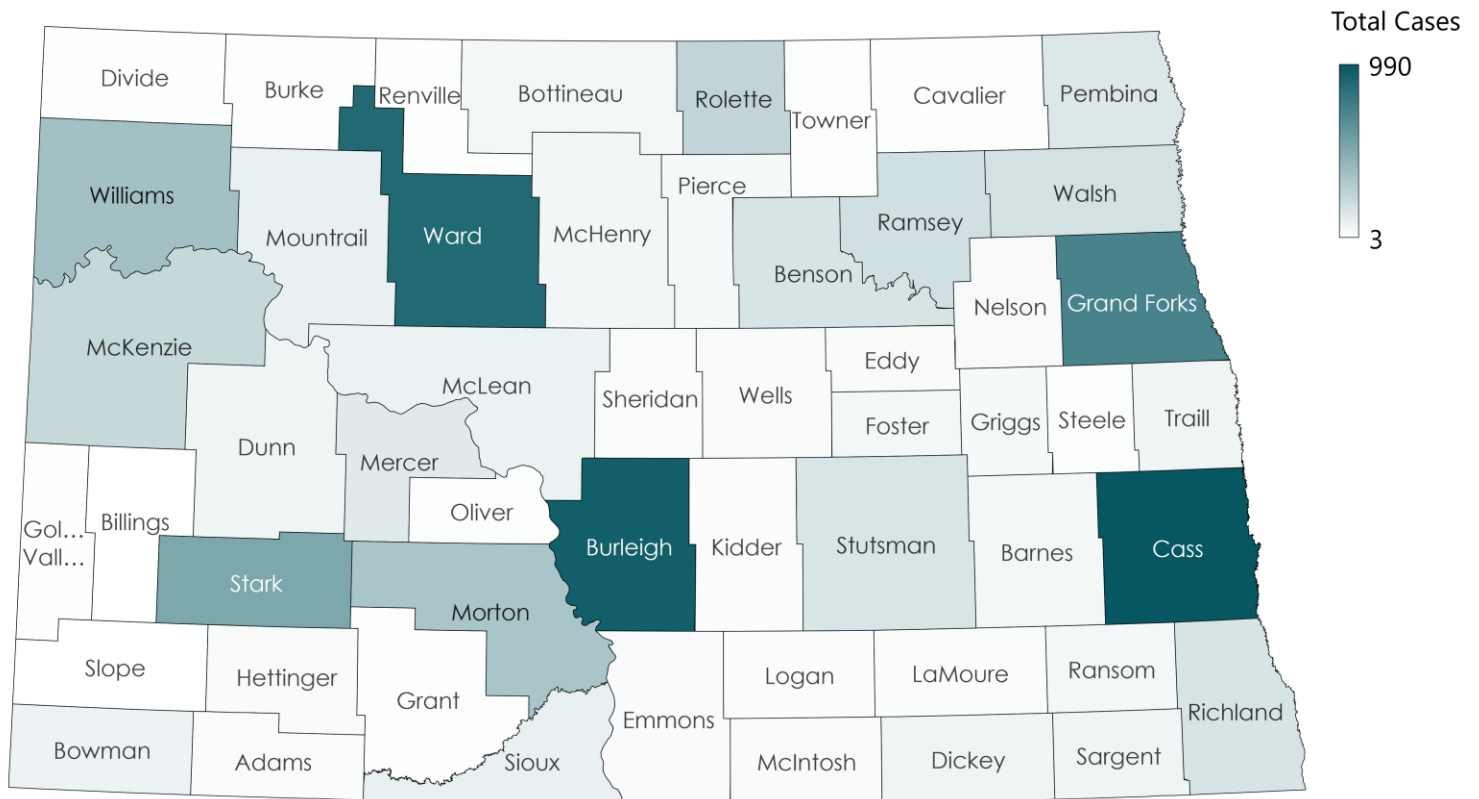 Total Cases
990
3
Divide
Burke
Renville
Bottineau
Rolette
Towner
Cavalier
Pembina
Williams
Mountrail
Ward
McHenry
Pierce
Benson
Ramsey
Walsh
Nelson
Grand Forks
McKenzie
Dunn
McLean
Mercer
Oliver
Sheridan
Wells
Eddy
Foster
Griggs
Steele
Traill
Gol...
Vall...
Billings
Stark
Morton
Burleigh
Kidder
Stutsman
Barnes
Cass
Slope
Hettinger
Grant
Emmons
Logan
LaMoure
Ransom
Richland
Bowman
Adams
Sioux
McIntosh
Dickey
Sargent